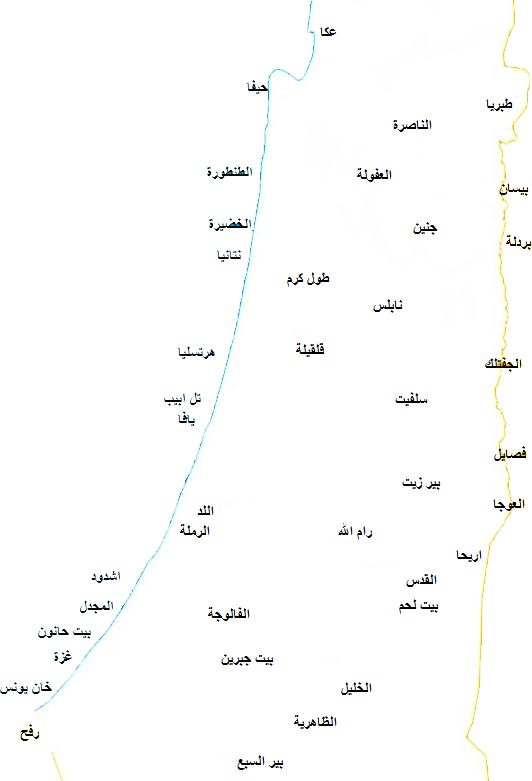 عكا
حيفا
طبريا
الناصرة
الطنطورة
العفولة
بيسان
الخضيرة
جنين
بردلة
نتانيا
طول كرم
نابلس
قلقيلة
هرتسليا
الجفتلك
تل ابيب
سلفيت
يافا
فصايل
بير زيت
العوجا
اللد
الرملة
رام الله
اريحا
اشدود
القدس
المجدل
بيت لحم
الفالوجة
بيت حانون
غزة
بيت جبرين
خان يونس
الخليل
الظاهرية
رفح
بير السبع